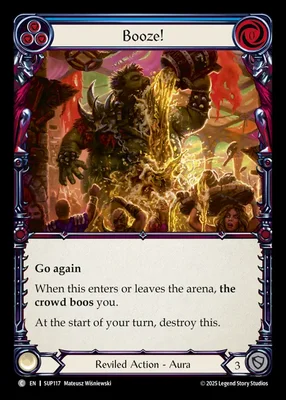 Booze!
Go again
When this enters or leaves the arena, the
crowd boos you.
At the start of your turn, destroy this.
Reviled Action - Aura
3
C EN | SUP117 Mateusz Wiśniewski
© 2025 Legend Story Studios